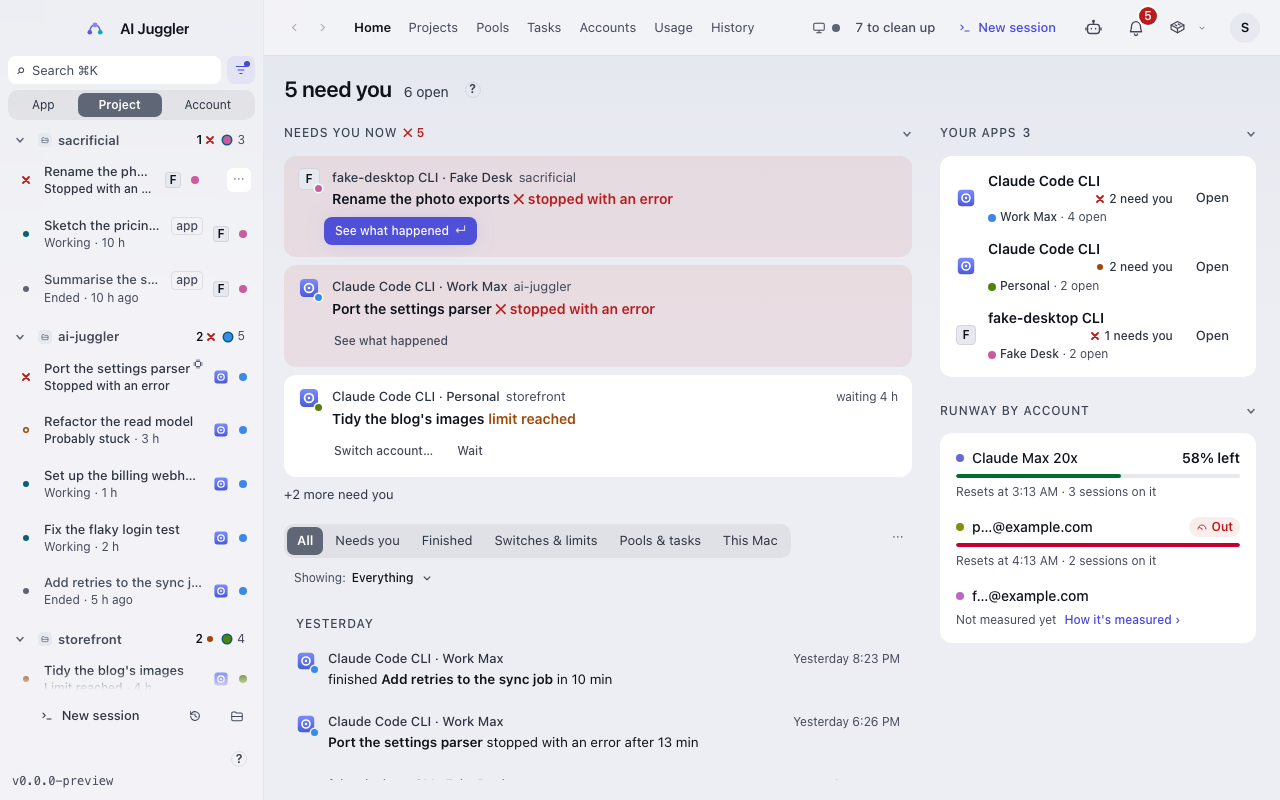 AI Juggler
Search ⌘K
App Project Account
sacrificial 1 3
Rename the ph...
Stopped with an ... F
Sketch the pricin... app
Working · 10 h F
Summarise the s... app
Ended · 10 h ago F
ai-juggler 2 5
Port the settings parser
Stopped with an error
Refactor the read model
Probably stuck · 3 h
Set up the billing webh...
Working · 1 h
Fix the flaky login test
Working · 2 h
Add retries to the sync j...
Ended · 5 h ago
storefront 2 4
Tidy the blog's images
Limit reached · 4 h
New session
?
v0.0.0-preview
Home Projects Pools Tasks Accounts Usage History
7 to clean up New session 5 S
5 need you 6 open ?
NEEDS YOU NOW 5
F fake-desktop CLI · Fake Desk sacrificial
Rename the photo exports stopped with an error
See what happened
Claude Code CLI · Work Max ai-juggler
Port the settings parser stopped with an error
See what happened
Claude Code CLI · Personal storefront waiting 4 h
Tidy the blog's images limit reached
Switch account... Wait
+2 more need you
All Needs you Finished Switches & limits Pools & tasks This Mac
Showing: Everything
YESTERDAY
Claude Code CLI · Work Max Yesterday 8:23 PM
finished Add retries to the sync job in 10 min
Claude Code CLI · Work Max Yesterday 6:26 PM
Port the settings parser stopped with an error after 13 min
YOUR APPS 3
Claude Code CLI
2 need you Open
Work Max · 4 open
Claude Code CLI
2 need you Open
Personal · 2 open
fake-desktop CLI
F 1 needs you Open
Fake Desk · 2 open
RUNWAY BY ACCOUNT
Claude Max 20x 58% left
Resets at 3:13 AM · 3 sessions on it
p...@example.com Out
Resets at 4:13 AM · 2 sessions on it
f...@example.com
Not measured yet How it's measured ›